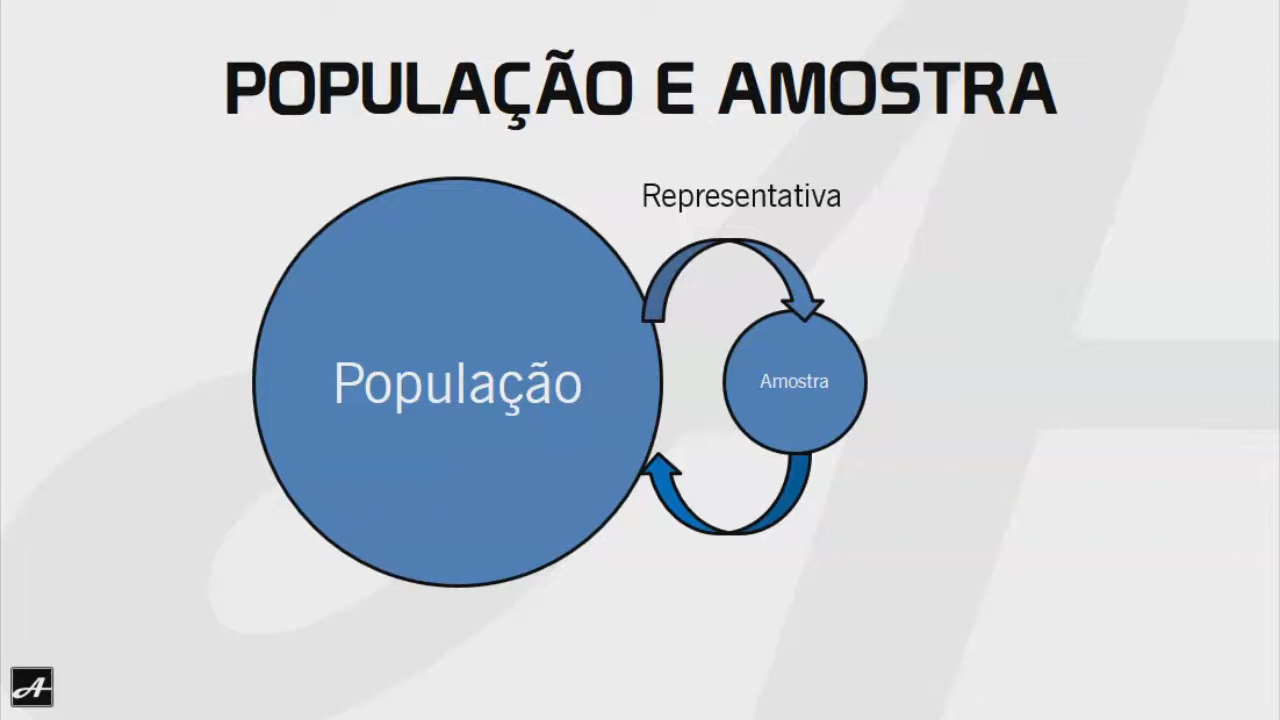 POPULAÇÃO E AMOSTRA
Representativa
População
Amostra
A